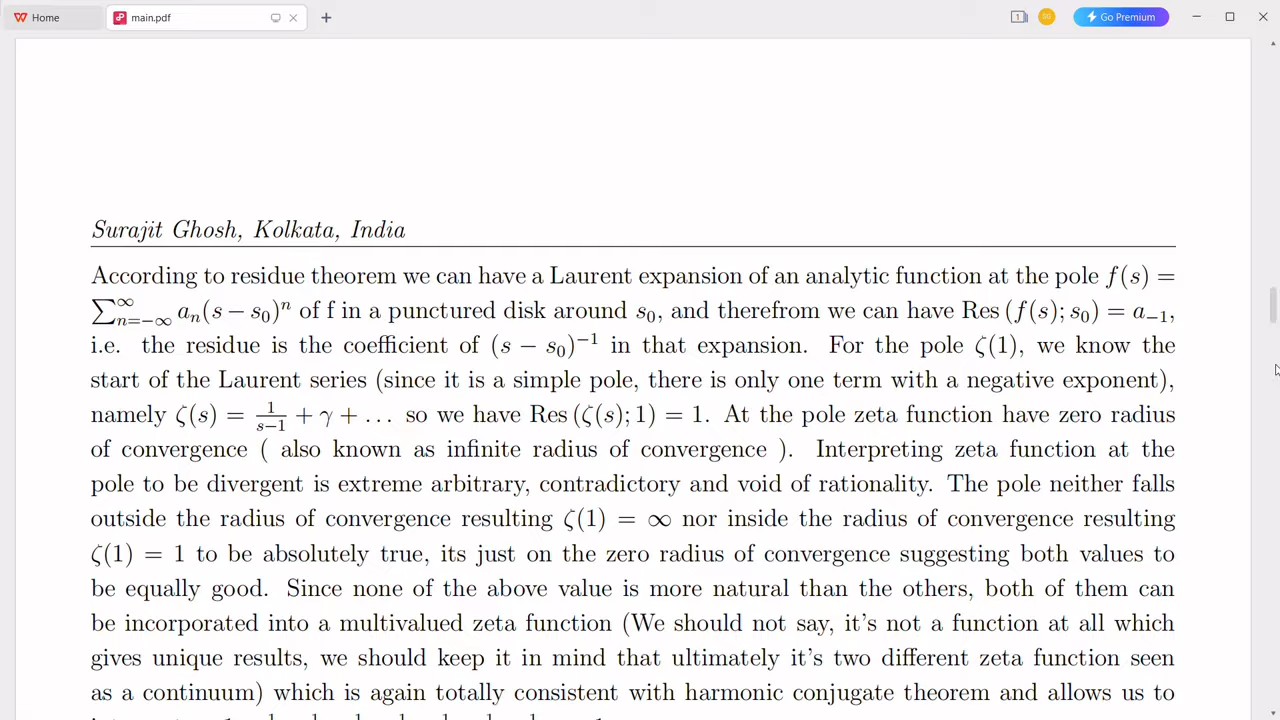 Home
main.pdf
1
SG
Go Premium
Surajit Ghosh, Kolkata, India
According to residue theorem we can have a Laurent expansion of an analytic function at the pole f(s) =
∑_{n=−∞}^{∞} a_n(s − s_0)^n of f in a punctured disk around s_0, and therefrom we can have Res (f(s); s_0) = a_{−1},
i.e. the residue is the coefficient of (s − s_0)^{−1} in that expansion. For the pole ζ(1), we know the
start of the Laurent series (since it is a simple pole, there is only one term with a negative exponent),
namely ζ(s) = 1/(s−1) + γ + . . . so we have Res (ζ(s); 1) = 1. At the pole zeta function have zero radius
of convergence ( also known as infinite radius of convergence ). Interpreting zeta function at the
pole to be divergent is extreme arbitrary, contradictory and void of rationality. The pole neither falls
outside the radius of convergence resulting ζ(1) = ∞ nor inside the radius of convergence resulting
ζ(1) = 1 to be absolutely true, its just on the zero radius of convergence suggesting both values to
be equally good. Since none of the above value is more natural than the others, both of them can
be incorporated into a multivalued zeta function (We should not say, it's not a function at all which
gives unique results, we should keep it in mind that ultimately it's two different zeta function seen
as a continuum) which is again totally consistent with harmonic conjugate theorem and allows us to